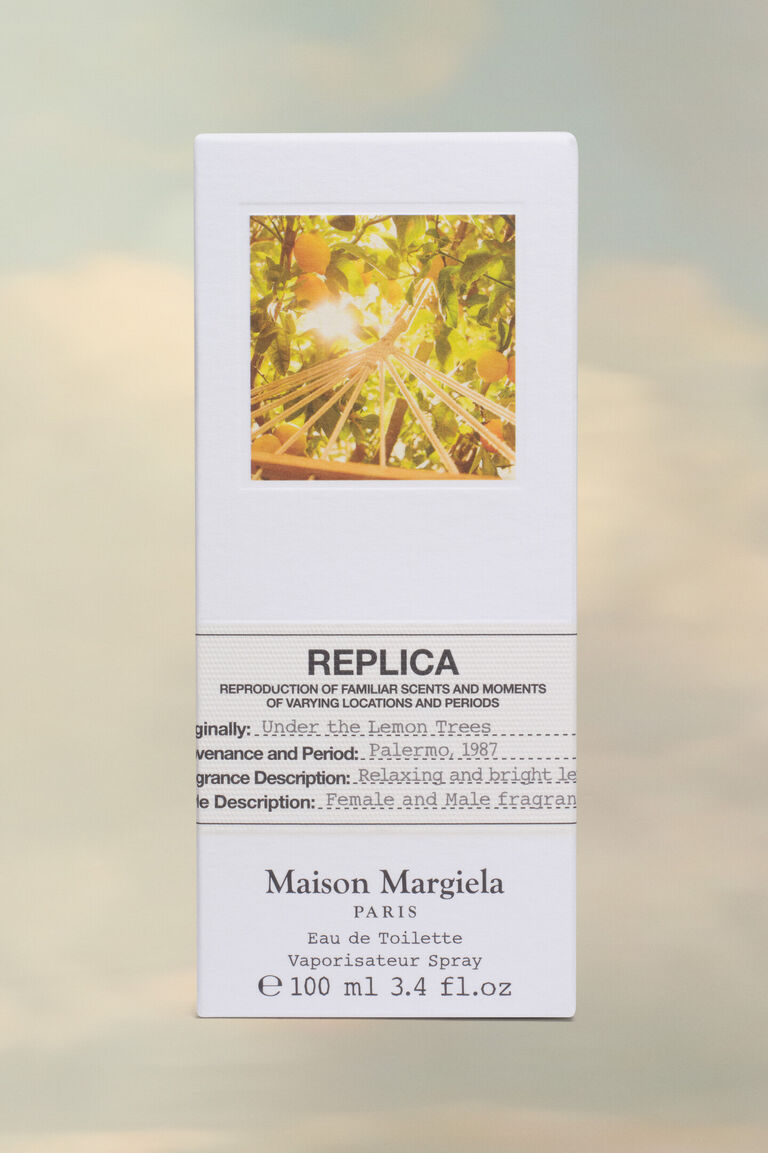 REPLICA
REPRODUCTION OF FAMILIAR SCENTS AND MOMENTS
OF VARYING LOCATIONS AND PERIODS
ginally: Under the Lemon Trees
venance and Period: Palermo, 1987
grance Description: Relaxing and bright le
le Description: Female and Male fragran
Maison Margiela
PARIS
Eau de Toilette
Vaporisateur Spray
℮ 100 ml 3.4 fl.oz